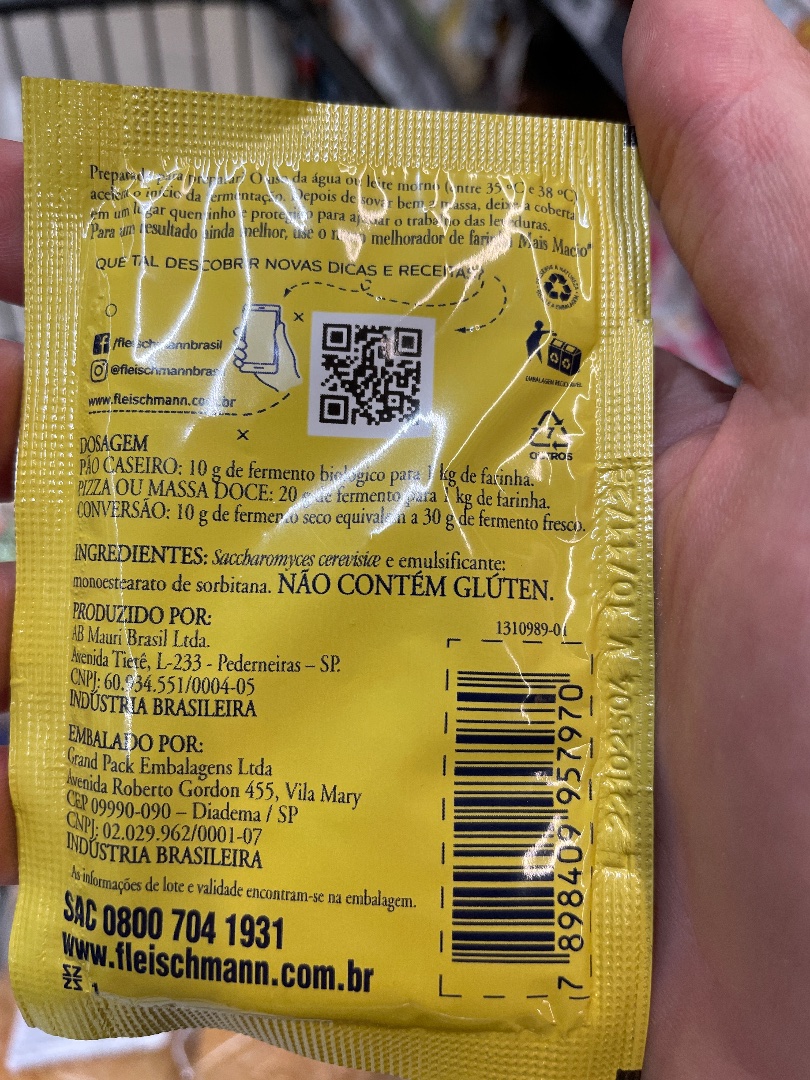 Preparado para preparar? O uso da água ou leite morno (entre 35 ºC e 38 ºC)
acelera o início da fermentação. Depois de sovar bem a massa, deixe-a coberta
em um lugar quentinho e protegido para ajudar o trabalho das leveduras.
Para um resultado ainda melhor, use o melhorador de farinha Mais Macio®
QUE TAL DESCOBRIR NOVAS DICAS E RECEITAS?
/fleischmannbrasil
@fleischmannbrasil
www.fleischmann.com.br
EMBALAGEM RECICLÁVEL
7
OUTROS
DOSAGEM
PÃO CASEIRO: 10 g de fermento biológico para 1 kg de farinha.
PIZZA OU MASSA DOCE: 20 g de fermento para 1 kg de farinha.
CONVERSÃO: 10 g de fermento seco equivalem a 30 g de fermento fresco.
INGREDIENTES: Saccharomyces cerevisiæ e emulsificante:
monoestearato de sorbitana. NÃO CONTÉM GLÚTEN.
PRODUZIDO POR:
AB Mauri Brasil Ltda.
Avenida Tietê, L-233 - Pederneiras – SP.
CNPJ: 60.934.551/0004-05
INDÚSTRIA BRASILEIRA
1310989-01
EMBALADO POR:
Grand Pack Embalagens Ltda
Avenida Roberto Gordon 455, Vila Mary
CEP 09990-090 – Diadema / SP
CNPJ: 02.029.962/0001-07
INDÚSTRIA BRASILEIRA
As informações de lote e validade encontram-se na embalagem.
SAC 0800 704 1931
www.fleischmann.com.br
1
7 898409 957970